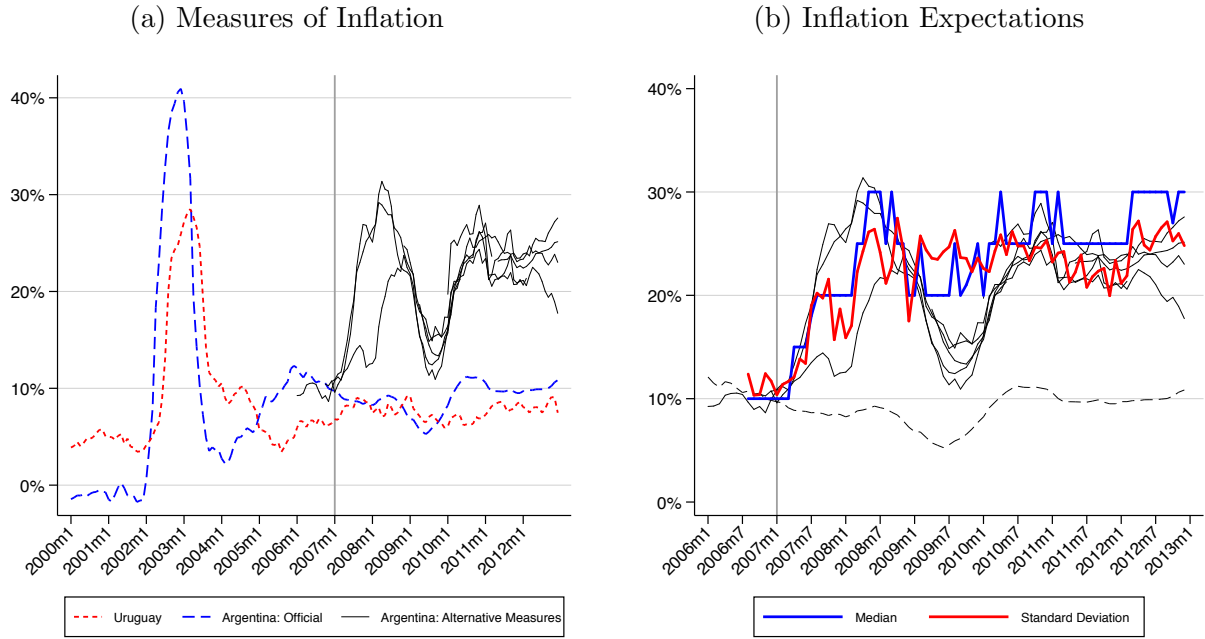 (a) Measures of Inflation
40%
30%
20%
10%
0%
2000m1
2001m1
2002m1
2003m1
2004m1
2005m1
2006m1
2007m1
2008m1
2009m1
2010m1
2011m1
2012m1
Uruguay
Argentina: Official
Argentina: Alternative Measures
(b) Inflation Expectations
40%
30%
20%
10%
0%
2006m1
2006m7
2007m1
2007m7
2008m1
2008m7
2009m1
2009m7
2010m1
2010m7
2011m1
2011m7
2012m1
2012m7
2013m1
Median
Standard Deviation